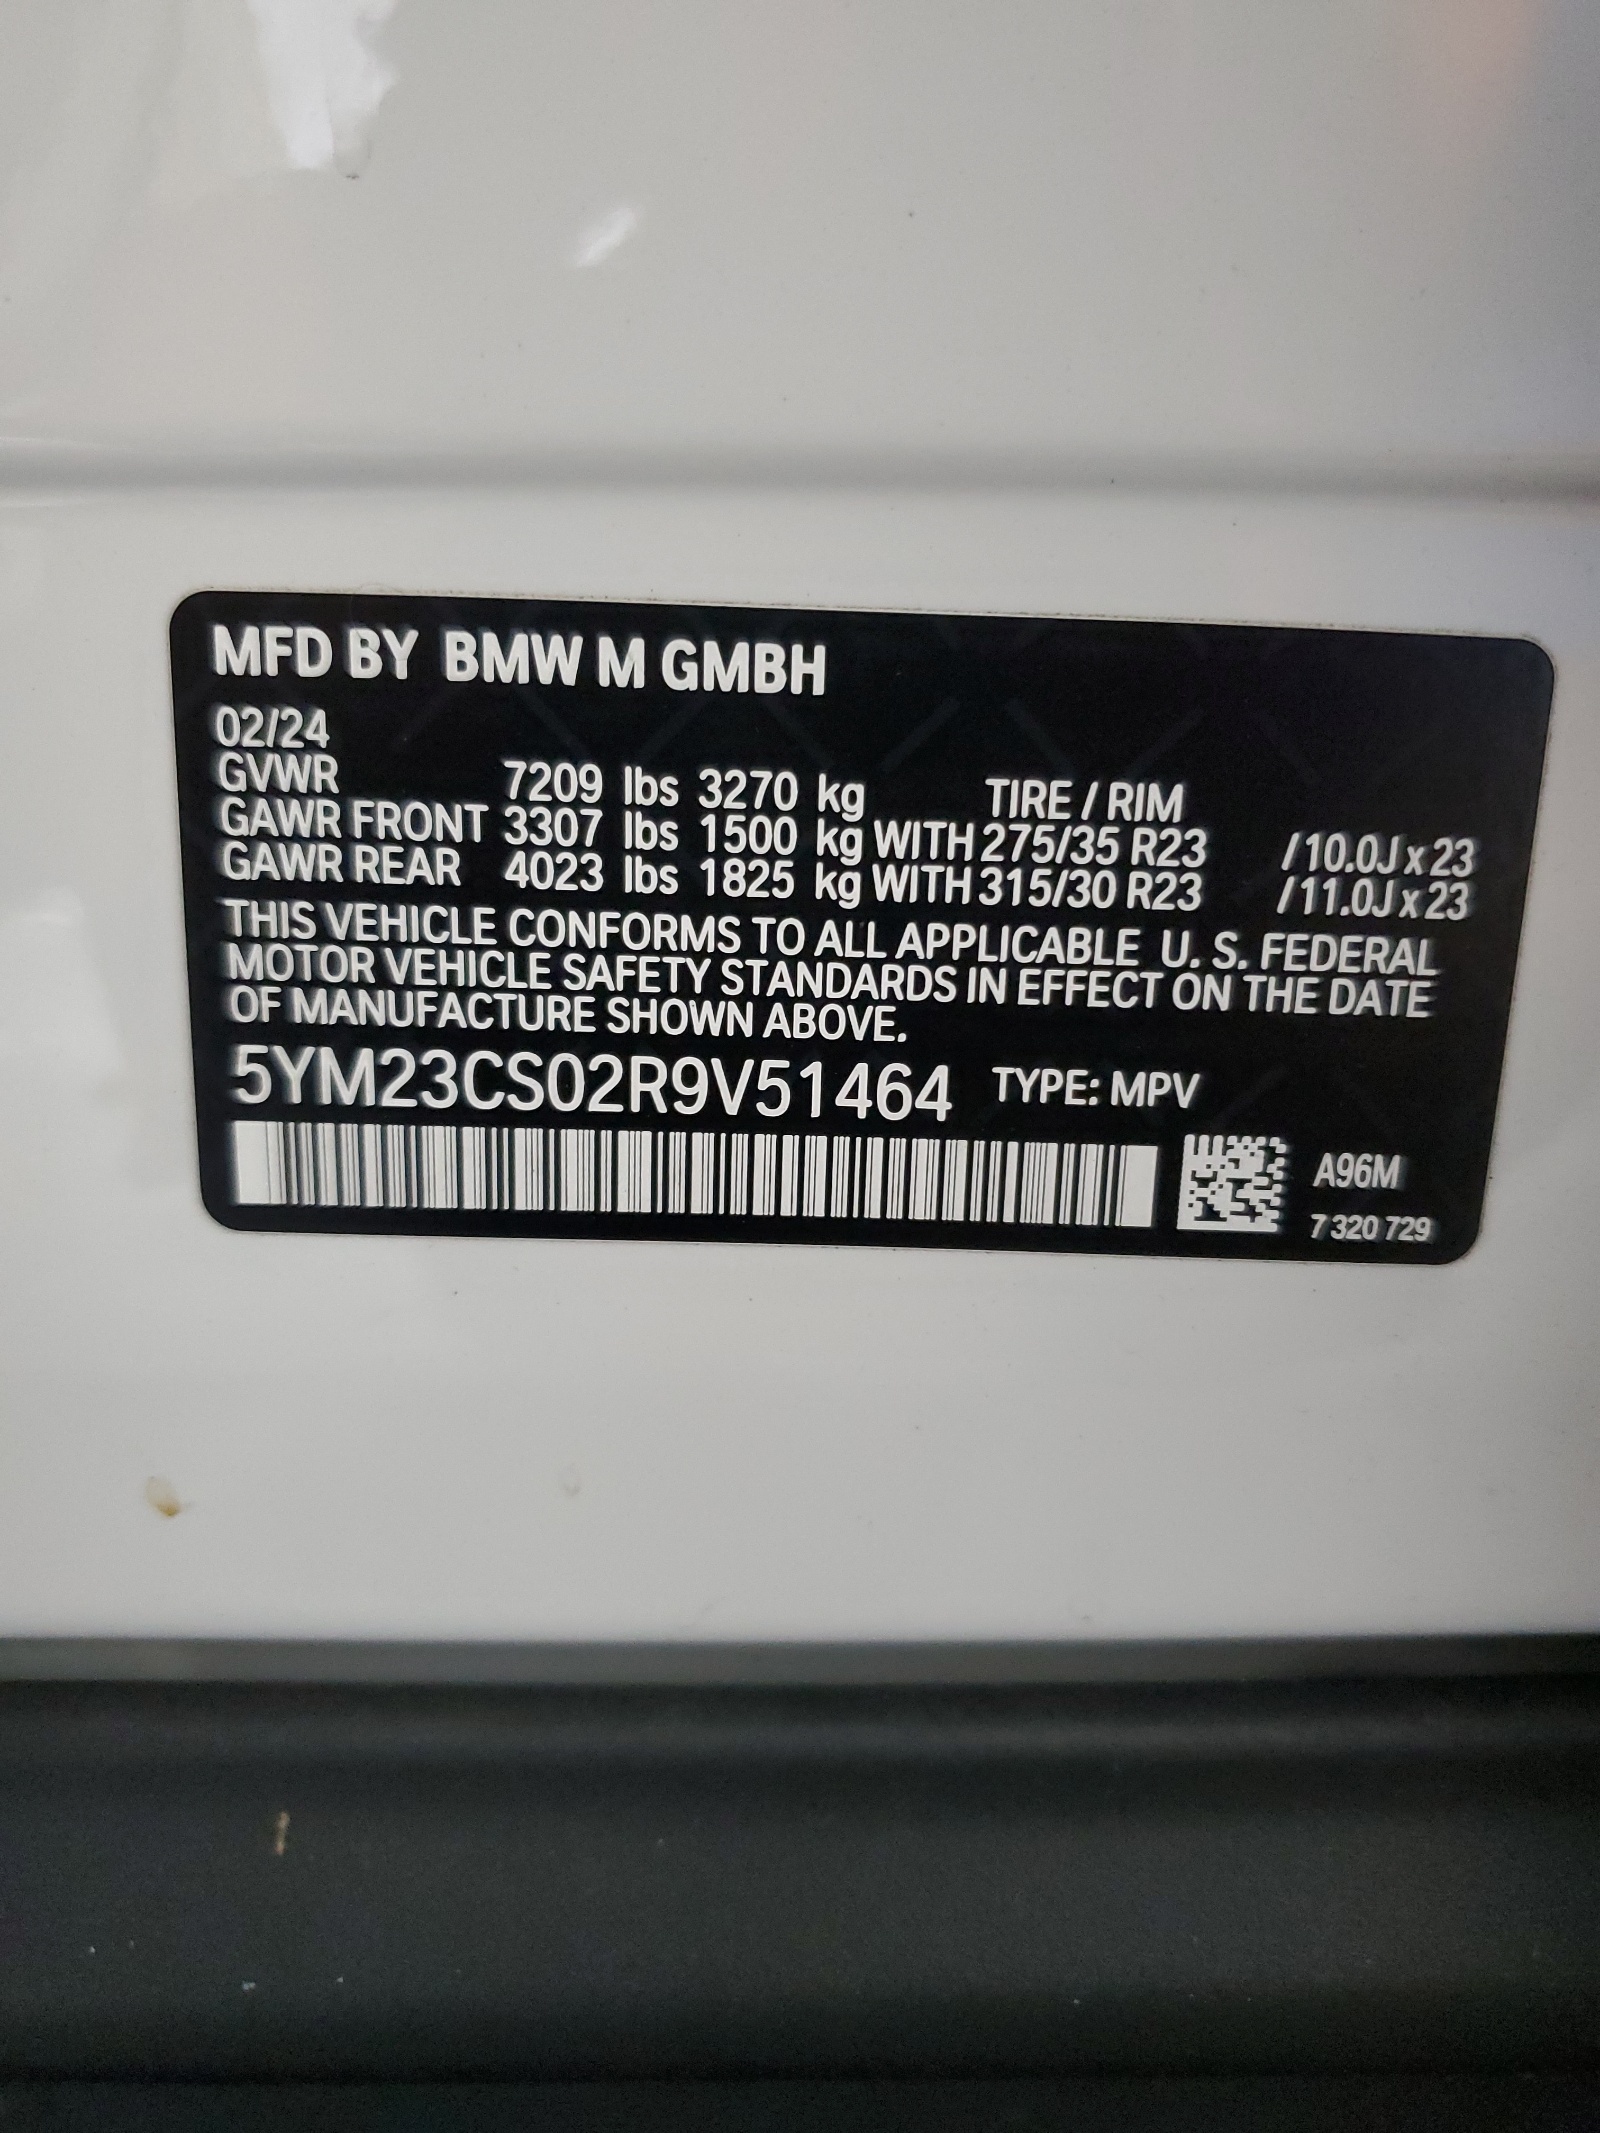 MFD BY BMW M GMBH
02/24
GVWR 7209 lbs 3270 kg TIRE / RIM
GAWR FRONT 3307 lbs 1500 kg WITH 275/35 R23 /10.0J x 23
GAWR REAR 4023 lbs 1825 kg WITH 315/30 R23 /11.0J x 23
THIS VEHICLE CONFORMS TO ALL APPLICABLE U. S. FEDERAL
MOTOR VEHICLE SAFETY STANDARDS IN EFFECT ON THE DATE
OF MANUFACTURE SHOWN ABOVE.
5YM23CS02R9V51464 TYPE: MPV
A96M
7 320 729